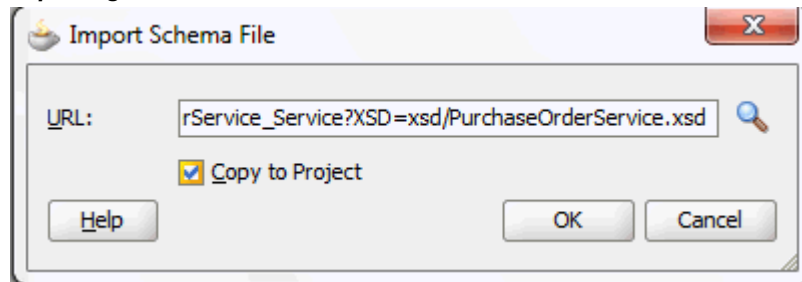 Import Schema File
URL: rService_Service?XSD=xsd/PurchaseOrderService.xsd
Copy to Project
Help OK Cancel